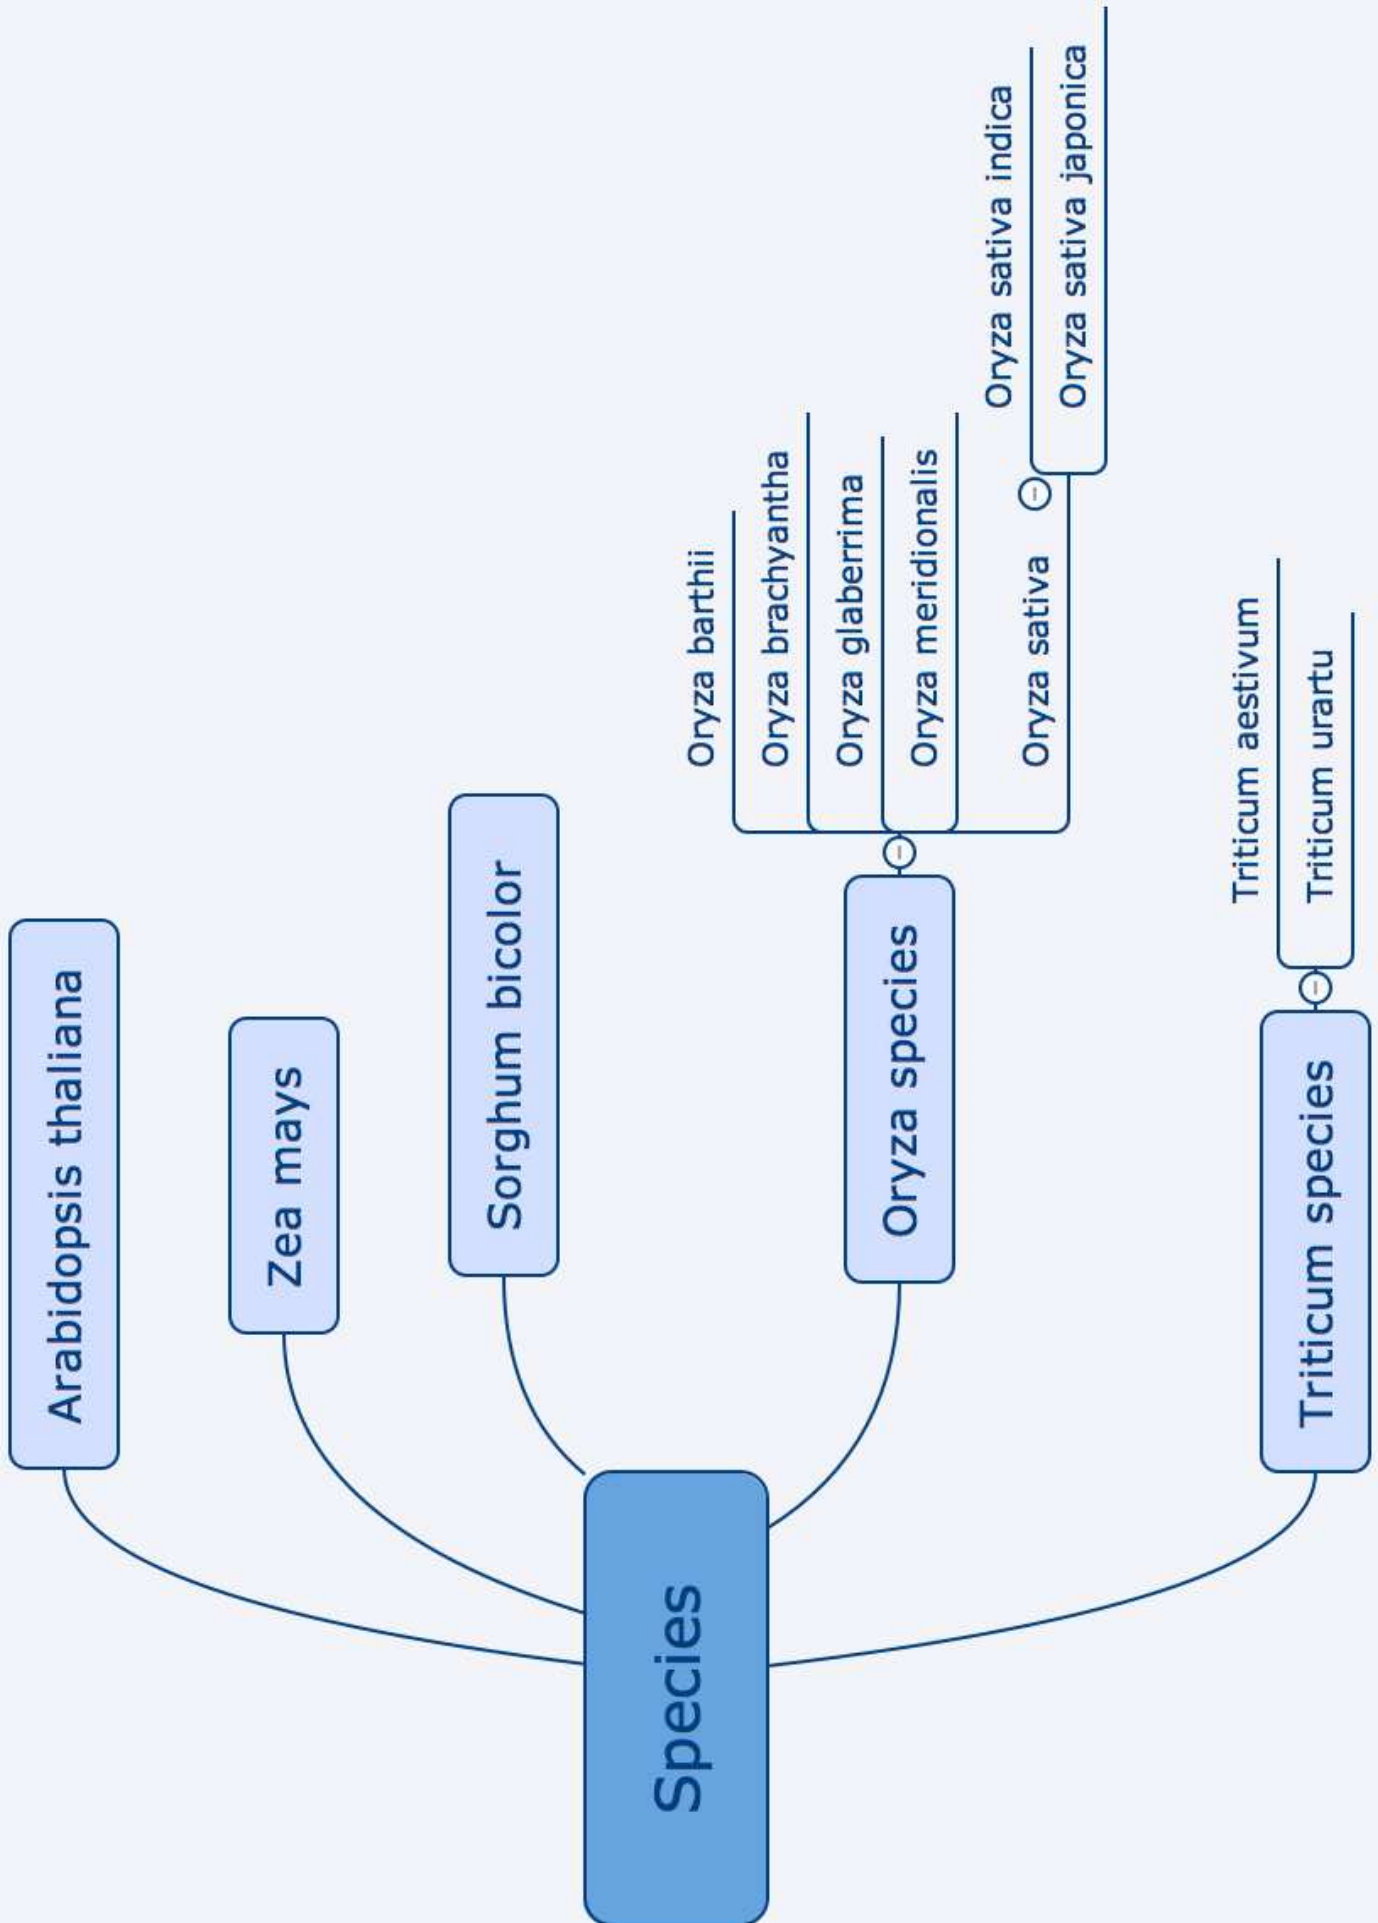 Species
Arabidopsis thaliana
Zea mays
Sorghum bicolor
Oryza species
Oryza barthii
Oryza brachyantha
Oryza glaberrima
Oryza meridionalis
Oryza sativa
Oryza sativa indica
Oryza sativa japonica
Triticum species
Triticum aestivum
Triticum urartu